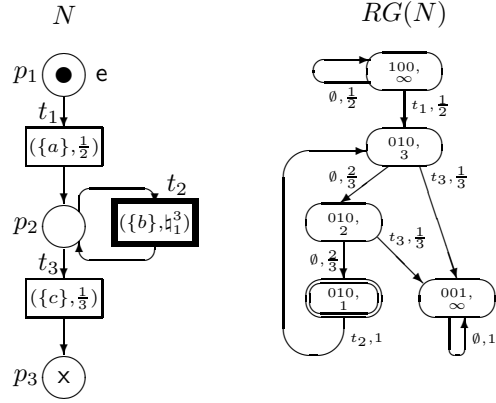 N
p₁
e
t₁
({a},½)
t₂
p₂
({b},♮³₁)
t₃
({c},⅓)
p₃
x
RG(N)
100,
∞
∅,½
t₁,½
010,
3
∅,⅔
t₃,⅓
010,
2
t₃,⅓
∅,⅔
010,
1
001,
∞
t₂,1
∅,1